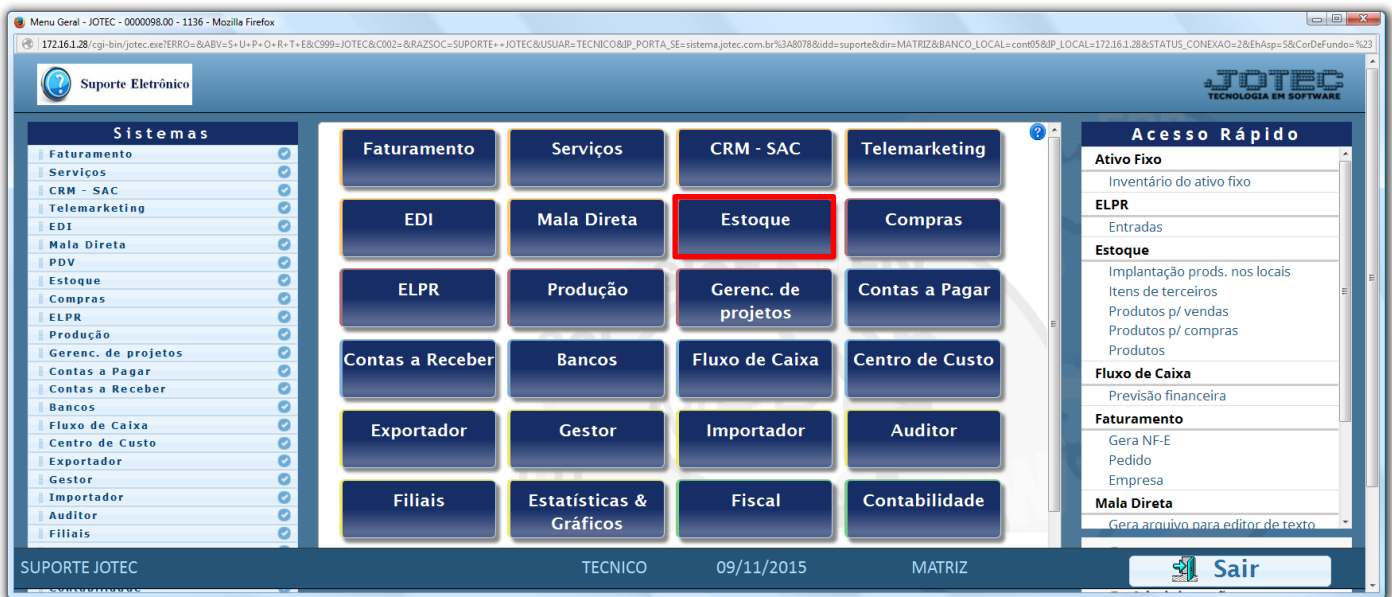 Menu Geral - JOTEC - 0000098.00 - 1136 - Mozilla Firefox
172.16.1.28/cgi-bin/jotec.exe?ERRO=&ABV=S+U+P+O+R+T+E&C999=JOTEC&C002=&RAZSOC=SUPORTE++JOTEC&USUAR=TECNICO&IP_PORTA_SE=sistema.jotec.com.br%3A8078&idd=suporte&dir=MATRIZ&BANCO_LOCAL=cont05&IP_LOCAL=172.16.1.28&STATUS_CONEXAO=2&EhAsp=S&CorDeFundo=%23
Suporte Eletrônico
JOTEC
TECNOLOGIA EM SOFTWARE
Sistemas
Faturamento
Serviços
CRM - SAC
Telemarketing
EDI
Mala Direta
PDV
Estoque
Compras
ELPR
Produção
Gerenc. de projetos
Contas a Pagar
Contas a Receber
Bancos
Fluxo de Caixa
Centro de Custo
Exportador
Gestor
Importador
Auditor
Filiais
Faturamento
Serviços
CRM - SAC
Telemarketing
EDI
Mala Direta
Estoque
Compras
ELPR
Produção
Gerenc. de
projetos
Contas a Pagar
Contas a Receber
Bancos
Fluxo de Caixa
Centro de Custo
Exportador
Gestor
Importador
Auditor
Filiais
Estatísticas &
Gráficos
Fiscal
Contabilidade
Acesso Rápido
Ativo Fixo
Inventário do ativo fixo
ELPR
Entradas
Estoque
Implantação prods. nos locais
Itens de terceiros
Produtos p/ vendas
Produtos p/ compras
Produtos
Fluxo de Caixa
Previsão financeira
Faturamento
Gera NF-E
Pedido
Empresa
Mala Direta
Gera arquivo para editor de texto
SUPORTE JOTEC
TECNICO
09/11/2015
MATRIZ
Sair